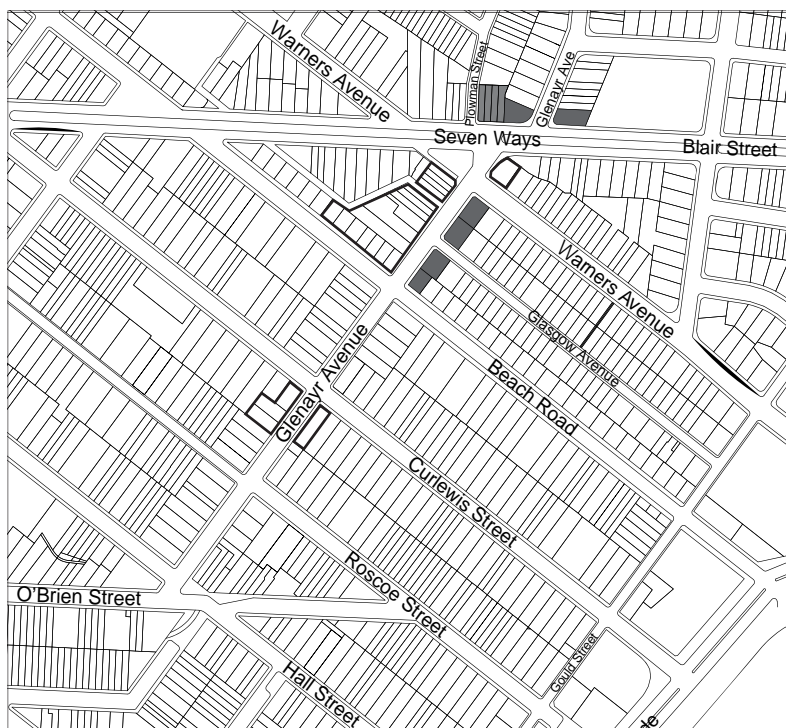 Warners Avenue
Plowman Street
Glenayr Ave
Seven Ways
Blair Street
Warners Avenue
Glasgow Avenue
Beach Road
Glenayr Avenue
Curlewis Street
Roscoe Street
O'Brien Street
Gould Street
Hall Street